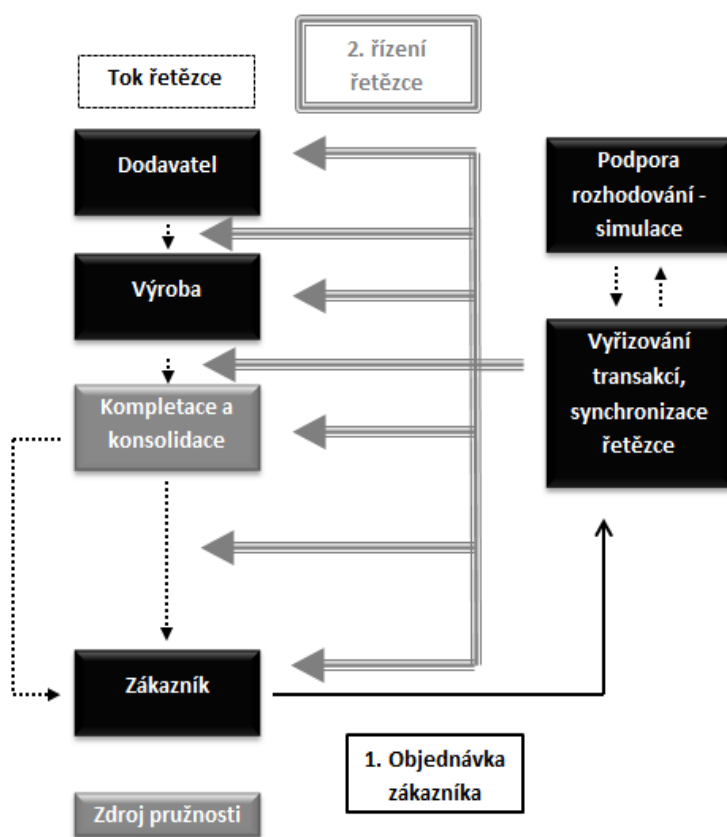 2. řízení
řetězce
Tok řetězce
Dodavatel
Podpora
rozhodování -
simulace
Výroba
Vyřizování
transakcí,
synchronizace
řetězce
Kompletace a
konsolidace
Zákazník
1. Objednávka
zákazníka
Zdroj pružnosti